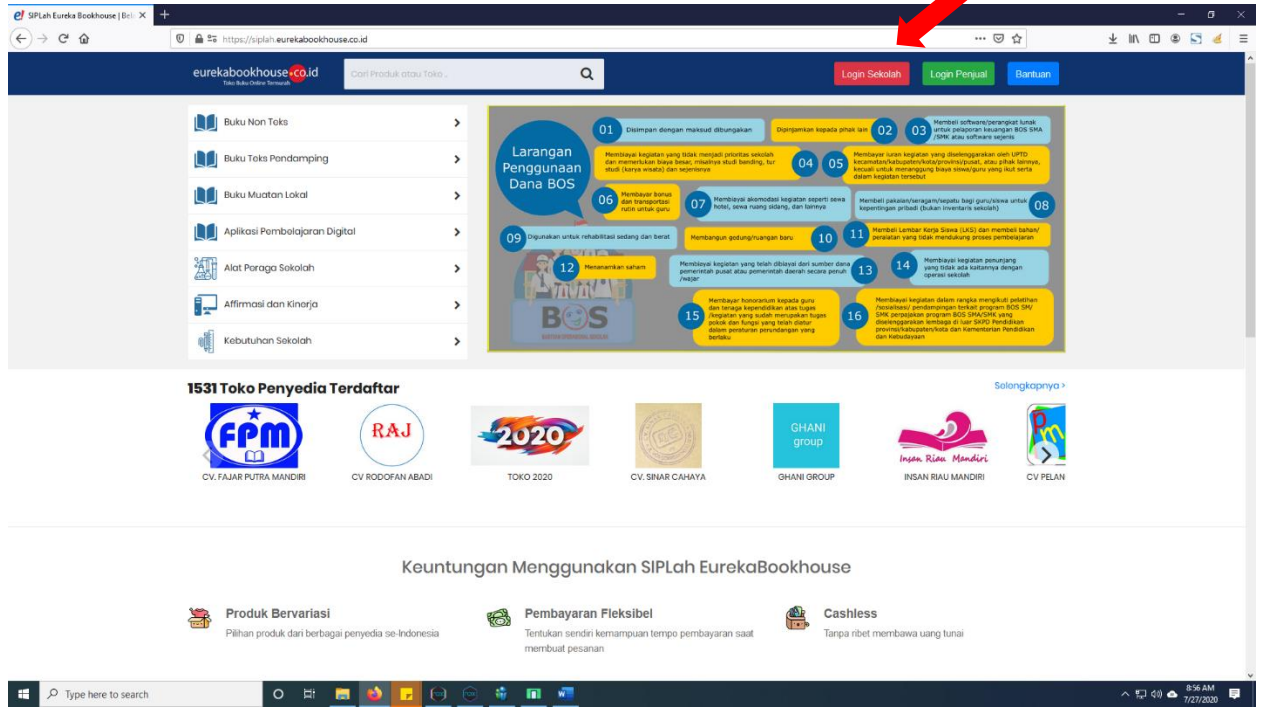 SIPLah Eureka Bookhouse | Bel
https://siplah.eurekabookhouse.co.id
eurekabookhouse.co.id
Toko Buku Online Termurah
Cari Produk atau Toko ..
Login Sekolah
Login Penjual
Bantuan
Buku Non Teks
Buku Teks Pendamping
Buku Muatan Lokal
Aplikasi Pembelajaran Digital
Alat Peraga Sekolah
Affirmasi dan Kinerja
Kebutuhan Sekolah
Larangan
Penggunaan
Dana BOS
01 Disimpan dengan maksud dibungakan
Dipinjamkan kepada pihak lain 02
03 Membeli software/perangkat lunak
untuk pelaporan keuangan BOS SMA
/SMK atau software sejenis
Membiayai kegiatan yang tidak menjadi prioritas sekolah
dan memerlukan biaya besar, misalnya studi banding, tur
studi (karya wisata) dan sejenisnya
04
05 Membayar iuran kegiatan yang diselenggarakan oleh UPTD
kecamatan/kabupaten/kota/provinsi/pusat, atau pihak lainnya,
kecuali untuk menanggung biaya siswa/guru yang ikut serta
dalam kegiatan tersebut
06 Membayar bonus
dan transportasi
rutin untuk guru
07 Membiayai akomodasi kegiatan seperti sewa
hotel, sewa ruang sidang, dan lainnya
Membeli pakaian/seragam/sepatu bagi guru/siswa untuk
kepentingan pribadi (bukan inventaris sekolah)
08
09 Digunakan untuk rehabilitasi sedang dan berat
Membangun gedung/ruangan baru 10
11 Membeli Lembar Kerja Siswa (LKS) dan membeli bahan/
peralatan yang tidak mendukung proses pembelajaran
12 Menanamkan saham
Membiayai kegiatan yang telah dibiayai dari sumber dana
pemerintah pusat atau pemerintah daerah secara penuh
/wajar
13
14 Membiayai kegiatan penunjang
yang tidak ada kaitannya dengan
operasi sekolah
15 Membayar honorarium kepada guru
dan tenaga kependidikan atas tugas
/kegiatan yang sudah merupakan tugas
pokok dan fungsi yang telah diatur
dalam peraturan perundangan yang
berlaku
16 Membiayai kegiatan dalam rangka mengikuti pelatihan
/sosialisasi/ pendampingan terkait program BOS SM/
SMK perpajakan program BOS SMA/SMK yang
diselenggarakan lembaga di luar SKPD Pendidikan
provinsi/kabupaten/kota dan Kementerian Pendidikan
dan Kebudayaan
BOS
1531 Toko Penyedia Terdaftar
Selengkapnya >
FPM
RAJ
2020
GHANI
group
Insan Riau Mandiri
Pm
CV. FAJAR PUTRA MANDIRI
CV RODOFAN ABADI
TOKO 2020
CV. SINAR CAHAYA
GHANI GROUP
INSAN RIAU MANDIRI
CV PELAN
Keuntungan Menggunakan SIPLah EurekaBookhouse
Produk Bervariasi
Pilihan produk dari berbagai penyedia se-Indonesia
Pembayaran Fleksibel
Tentukan sendiri kemampuan tempo pembayaran saat
membuat pesanan
Cashless
Tanpa ribet membawa uang tunai
Type here to search
8:56 AM
7/27/2020